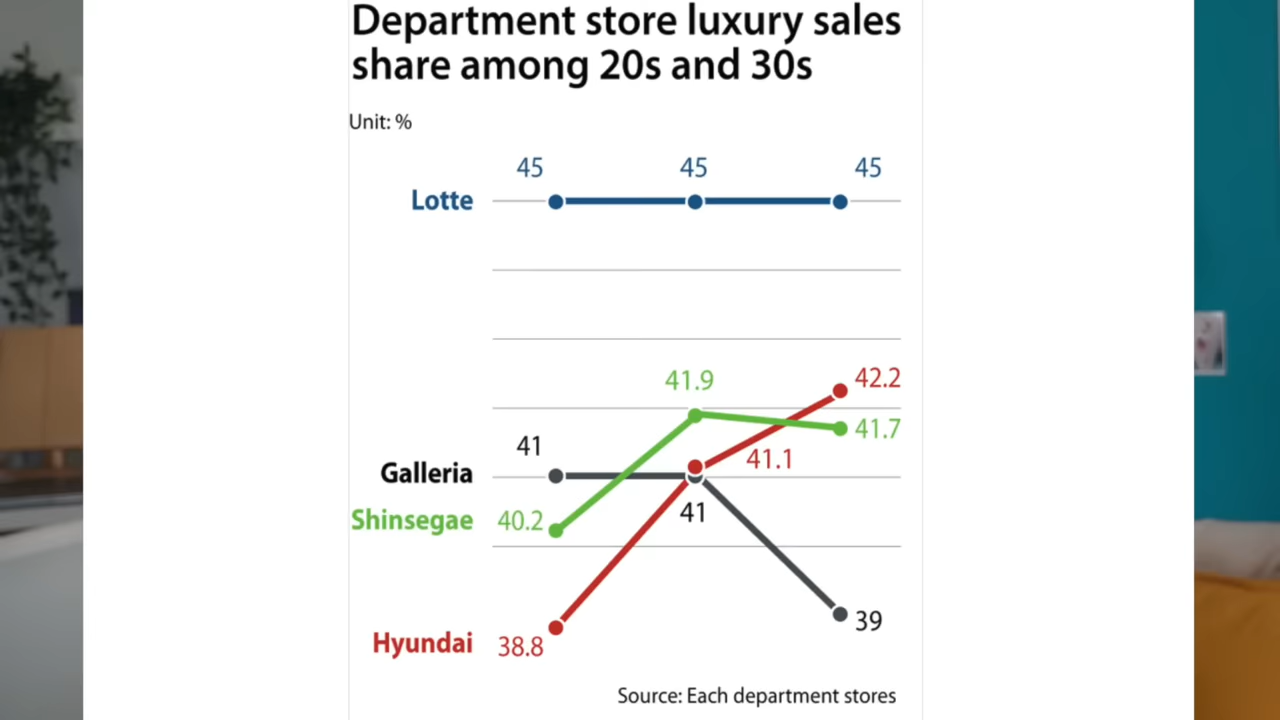 Department store luxury sales
share among 20s and 30s
Unit: %
45 45 45
Lotte
42.2
41.9
41.7
41
41.1
Galleria
41
Shinsegae 40.2
39
Hyundai 38.8
Source: Each department stores